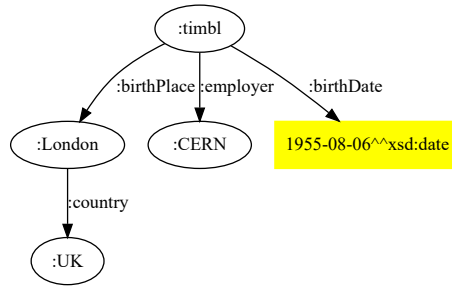 :timbl
:birthPlace
:employer
:birthDate
:London
:CERN
1955-08-06^^xsd:date
:country
:UK